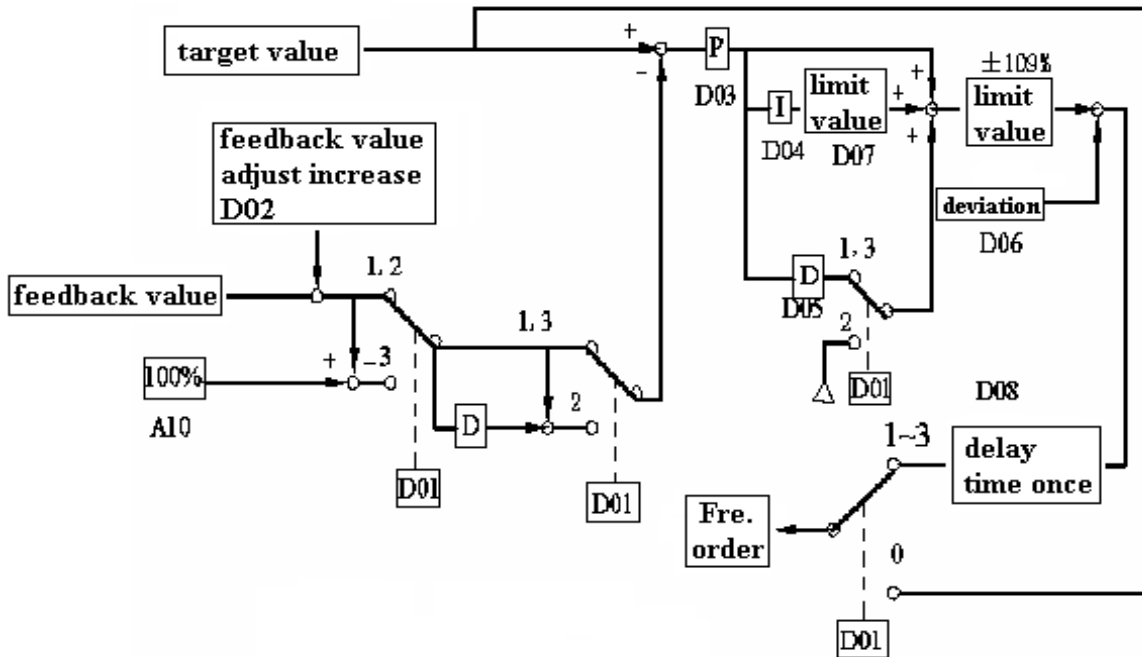 target value
+
-
P
D03
I
D04
limit
value
D07
+
+
+
±109%
limit
value
deviation
D06
feedback value
adjust increase
D02
feedback value
1, 2
1, 3
D
D05
1, 3
2
D01
100%
A10
+
-3
D
2
D01
D01
D08
delay
time once
1~3
Fre.
order
0
D01